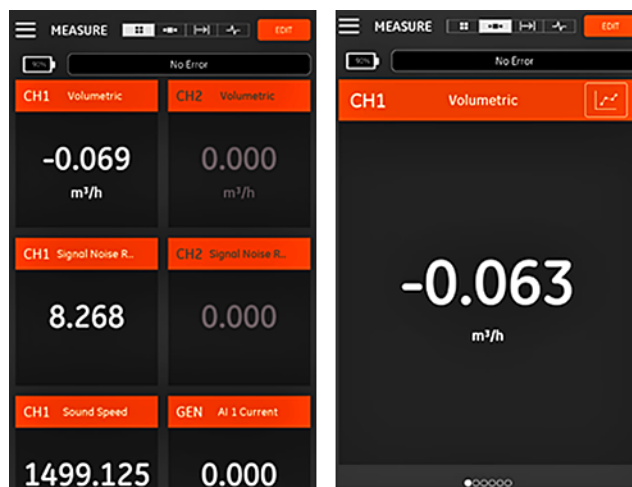 MEASURE EDIT
90% No Error
CH1 Volumetric CH2 Volumetric
-0.069 0.000
m³/h m³/h
CH1 Signal Noise R... CH2 Signal Noise R...
8.268 0.000
CH1 Sound Speed GEN AI 1 Current
1499.125 0.000
MEASURE EDIT
90% No Error
CH1 Volumetric
-0.063
m³/h